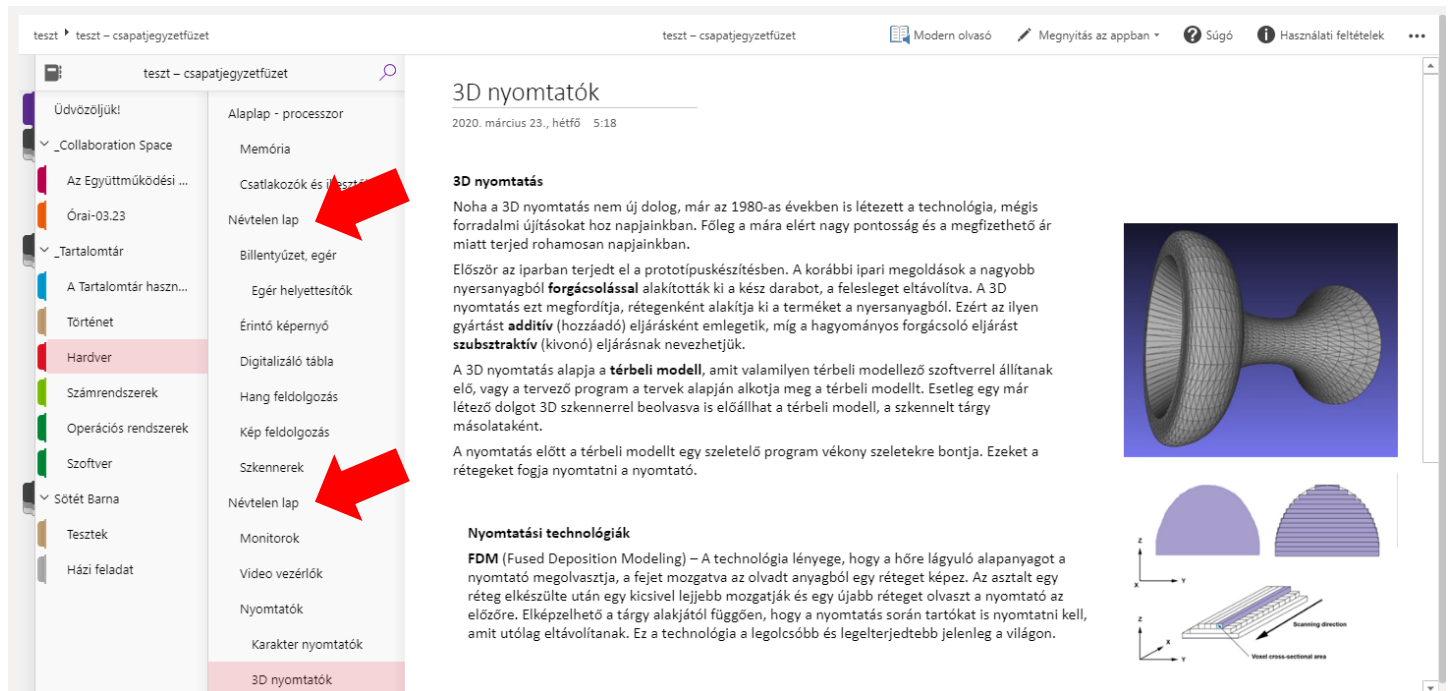 teszt teszt – csapatjegyzetfüzet
teszt – csapatjegyzetfüzet
Modern olvasó
Megnyitás az appban
Súgó
Használati feltételek
teszt – csapatjegyzetfüzet
Üdvözöljük!
_Collaboration Space
Az Együttműködési ...
Órai-03.23
_Tartalomtár
A Tartalomtár haszn...
Történet
Hardver
Számrendszerek
Operációs rendszerek
Szoftver
Sötét Barna
Tesztek
Házi feladat
Alaplap - processzor
Memória
Csatlakozók és
Névtelen lap
Billentyűzet, egér
Egér helyettesítők
Érintő képernyő
Digitalizáló tábla
Hang feldolgozás
Kép feldolgozás
Szkennerek
Névtelen lap
Monitorok
Video vezérlők
Nyomtatók
Karakter nyomtatók
3D nyomtatók
3D nyomtatók
2020. március 23., hétfő 5:18
3D nyomtatás
Noha a 3D nyomtatás nem új dolog, már az 1980-as években is létezett a technológia, mégis
forradalmi újításokat hoz napjainkban. Főleg a mára elért nagy pontosság és a megfizethető ár
miatt terjed rohamosan napjainkban.
Először az iparban terjedt el a prototípuskészítésben. A korábbi ipari megoldások a nagyobb
nyersanyagból forgácsolással alakították ki a kész darabot, a felesleget eltávolítva. A 3D
nyomtatás ezt megfordítja, rétegenként alakítja ki a terméket a nyersanyagból. Ezért az ilyen
gyártást additív (hozzáadó) eljárásként emlegetik, míg a hagyományos forgácsoló eljárást
szubsztraktív (kivonó) eljárásnak nevezhetjük.
A 3D nyomtatás alapja a térbeli modell, amit valamilyen térbeli modellező szoftverrel állítanak
elő, vagy a tervező program a tervek alapján alkotja meg a térbeli modellt. Esetleg egy már
létező dolgot 3D szkennerrel beolvasva is előállhat a térbeli modell, a szkennelt tárgy
másolataként.
A nyomtatás előtt a térbeli modellt egy szeletelő program vékony szeletekre bontja. Ezeket a
rétegeket fogja nyomtatni a nyomtató.
Nyomtatási technológiák
FDM (Fused Deposition Modeling) – A technológia lényege, hogy a hőre lágyuló alapanyagot a
nyomtató megolvasztja, a fejet mozgatva az olvadt anyagból egy réteget képez. Az asztalt egy
réteg elkészülte után egy kicsivel lejjebb mozgatják és egy újabb réteget olvaszt a nyomtató az
előzőre. Elképzelhető a tárgy alakjától függően, hogy a nyomtatás során tartókat is nyomtatni kell,
amit utólag eltávolítanak. Ez a technológia a legolcsóbb és legelterjedtebb jelenleg a világon.
Z
X
Y
Z
X
Y
Scanning direction
Voxel cross-sectional area